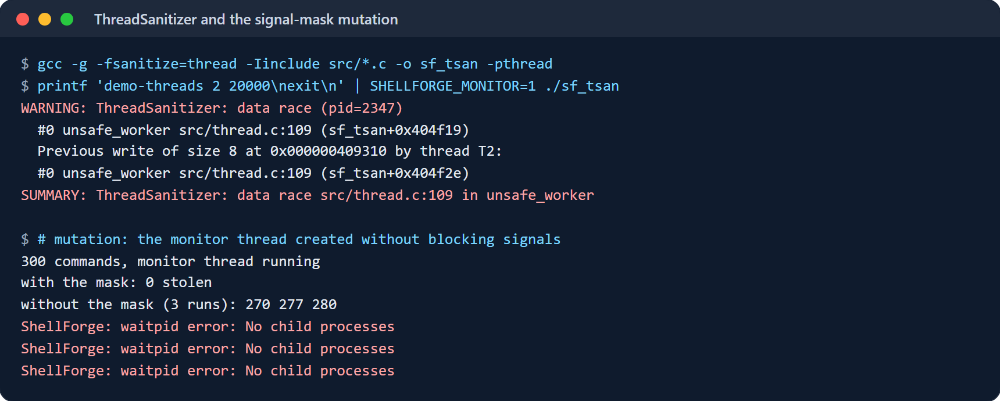 ThreadSanitizer and the signal-mask mutation
$ gcc -g -fsanitize=thread -Iinclude src/*.c -o sf_tsan -pthread
$ printf 'demo-threads 2 20000\nexit\n' | SHELLFORGE_MONITOR=1 ./sf_tsan
WARNING: ThreadSanitizer: data race (pid=2347)
  #0 unsafe_worker src/thread.c:109 (sf_tsan+0x404f19)
  Previous write of size 8 at 0x000000409310 by thread T2:
  #0 unsafe_worker src/thread.c:109 (sf_tsan+0x404f2e)
SUMMARY: ThreadSanitizer: data race src/thread.c:109 in unsafe_worker
$ # mutation: the monitor thread created without blocking signals
300 commands, monitor thread running
with the mask: 0 stolen
without the mask (3 runs): 270 277 280
ShellForge: waitpid error: No child processes
ShellForge: waitpid error: No child processes
ShellForge: waitpid error: No child processes